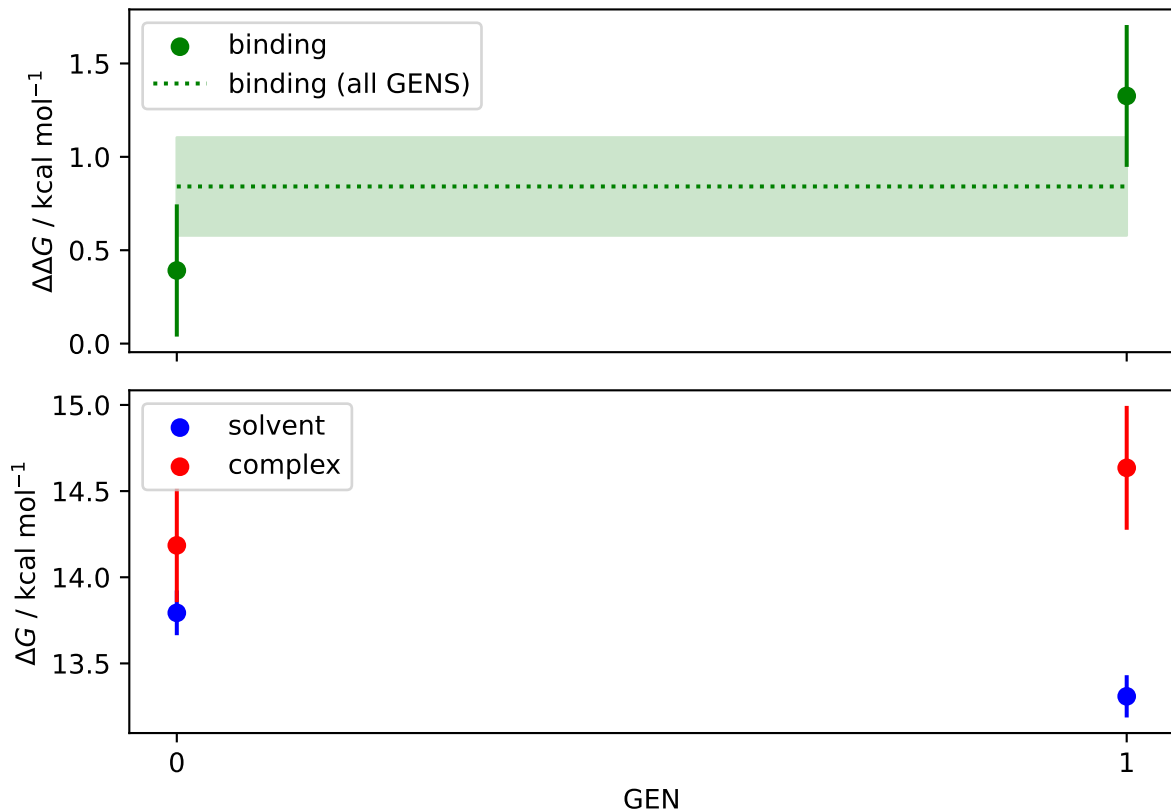 binding
binding (all GENS)
ΔΔG / kcal mol⁻¹
1.5
1.0
0.5
0.0
solvent
complex
ΔG / kcal mol⁻¹
15.0
14.5
14.0
13.5
0
1
GEN